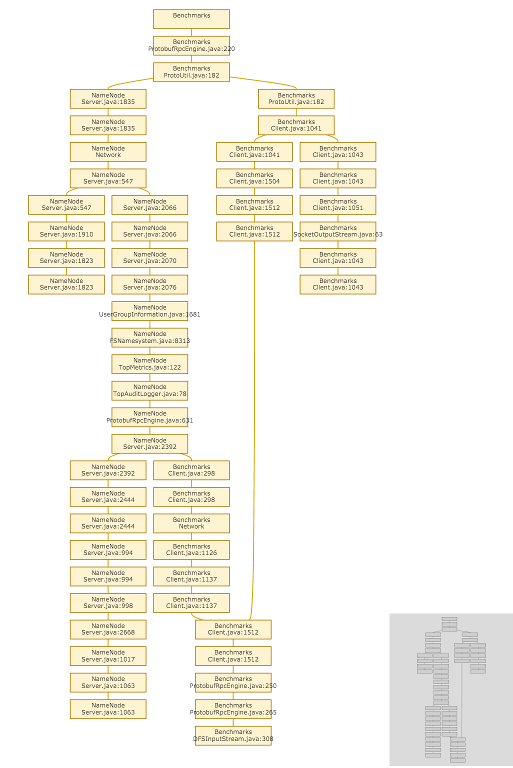 Benchmarks
Benchmarks
ProtobufRpcEngine.java:220
Benchmarks
ProtoUtil.java:182
NameNode
Server.java:1835
NameNode
Server.java:1835
NameNode
Network
NameNode
Server.java:547
Benchmarks
ProtoUtil.java:182
Benchmarks
Client.java:1041
Benchmarks
Client.java:1041
Benchmarks
Client.java:1504
Benchmarks
Client.java:1512
Benchmarks
Client.java:1512
Benchmarks
Client.java:1043
Benchmarks
Client.java:1043
Benchmarks
Client.java:1051
Benchmarks
SocketOutputStream.java:63
Benchmarks
Client.java:1043
Benchmarks
Client.java:1043
NameNode
Server.java:547
NameNode
Server.java:1910
NameNode
Server.java:1823
NameNode
Server.java:1823
NameNode
Server.java:2066
NameNode
Server.java:2066
NameNode
Server.java:2070
NameNode
Server.java:2076
NameNode
UserGroupInformation.java:1681
NameNode
FSNamesystem.java:8313
NameNode
TopMetrics.java:122
NameNode
TopAuditLogger.java:78
NameNode
ProtobufRpcEngine.java:631
NameNode
Server.java:2392
NameNode
Server.java:2392
NameNode
Server.java:2444
NameNode
Server.java:2444
NameNode
Server.java:994
NameNode
Server.java:994
NameNode
Server.java:998
NameNode
Server.java:2668
NameNode
Server.java:1017
NameNode
Server.java:1063
NameNode
Server.java:1063
Benchmarks
Client.java:298
Benchmarks
Client.java:298
Benchmarks
Network
Benchmarks
Client.java:1126
Benchmarks
Client.java:1137
Benchmarks
Client.java:1137
Benchmarks
Client.java:1512
Benchmarks
Client.java:1512
Benchmarks
ProtobufRpcEngine.java:250
Benchmarks
ProtobufRpcEngine.java:265
Benchmarks
DFSInputStream.java:308